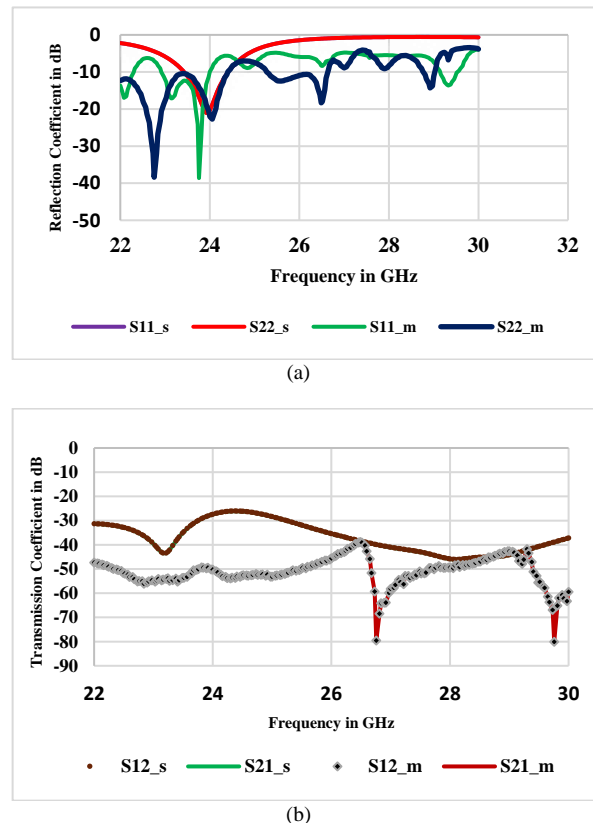 0
-10
-20
-30
-40
-50
Reflection Coefficient in dB
22 24 26 28 30 32
Frequency in GHz
S11_s S22_s S11_m S22_m
(a)
0
-10
-20
-30
-40
-50
-60
-70
-80
-90
Transmission Coefficient in dB
22 24 26 28 30
Frequency in GHz
S12_s S21_s S12_m S21_m
(b)